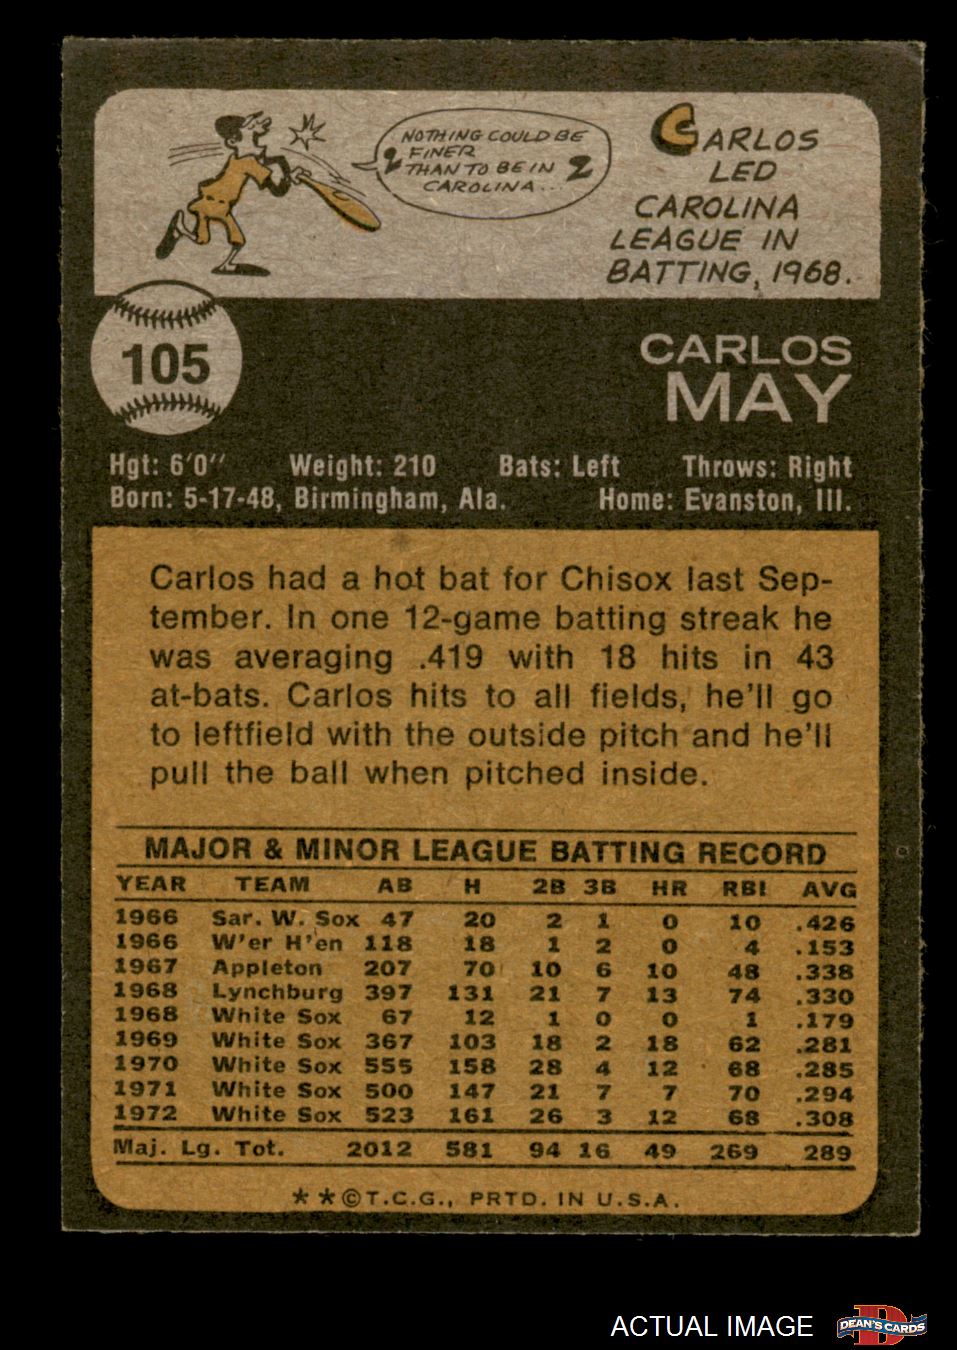 NOTHING COULD BE
FINER
THAN TO BE IN
CAROLINA...
CARLOS
LED
CAROLINA
LEAGUE IN
BATTING, 1968.
105
CARLOS
MAY
Hgt: 6'0" Weight: 210 Bats: Left Throws: Right
Born: 5-17-48, Birmingham, Ala. Home: Evanston, Ill.
Carlos had a hot bat for Chisox last Sep-
tember. In one 12-game batting streak he
was averaging .419 with 18 hits in 43
at-bats. Carlos hits to all fields, he'll go
to leftfield with the outside pitch and he'll
pull the ball when pitched inside.
MAJOR & MINOR LEAGUE BATTING RECORD
YEAR TEAM AB H 2B 3B HR RBI AVG
1966 Sar. W. Sox 47 20 2 1 0 10 .426
1966 W'er H'en 118 18 1 2 0 4 .153
1967 Appleton 207 70 10 6 10 48 .338
1968 Lynchburg 397 131 21 7 13 74 .330
1968 White Sox 67 12 1 0 0 1 .179
1969 White Sox 367 103 18 2 18 62 .281
1970 White Sox 555 158 28 4 12 68 .285
1971 White Sox 500 147 21 7 7 70 .294
1972 White Sox 523 161 26 3 12 68 .308
Maj. Lg. Tot. 2012 581 94 16 49 269 289
**©T.C.G., PRTD. IN U.S.A.
ACTUAL IMAGE
D
DEAN'S CARDS